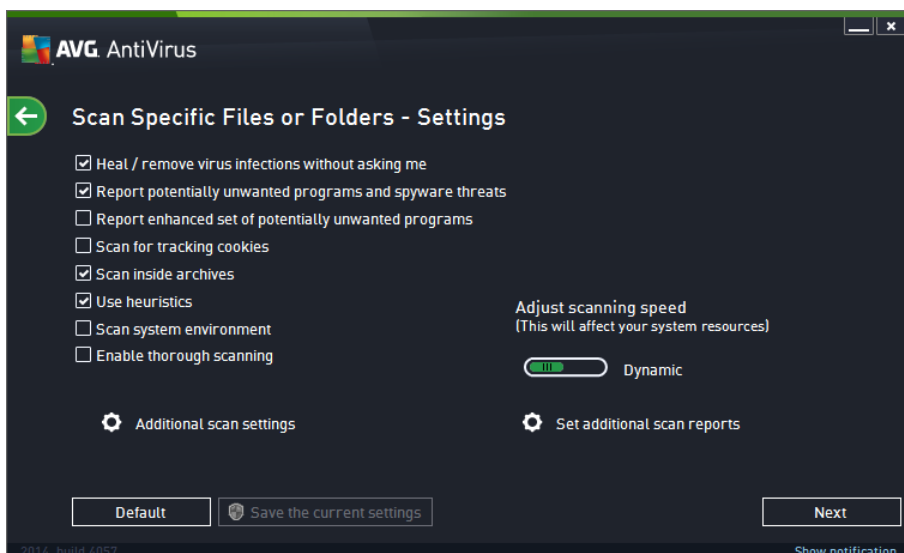 AVG. AntiVirus
Scan Specific Files or Folders - Settings
Heal / remove virus infections without asking me
Report potentially unwanted programs and spyware threats
Report enhanced set of potentially unwanted programs
Scan for tracking cookies
Scan inside archives
Use heuristics
Scan system environment
Enable thorough scanning
Adjust scanning speed
(This will affect your system resources)
Dynamic
Additional scan settings
Set additional scan reports
Default
Save the current settings
Next
2014, build 4057
Show notification